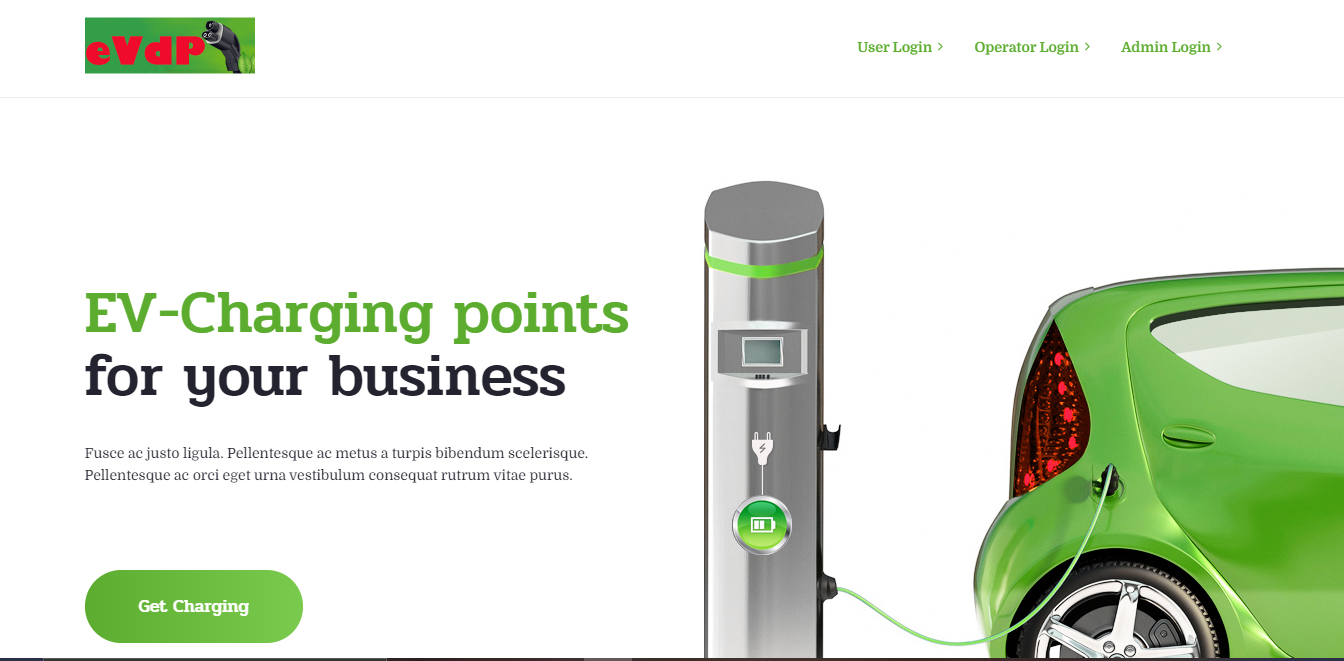 eVdP
User Login
Operator Login
Admin Login
EV-Charging points
for your business
Fusce ac justo ligula. Pellentesque ac metus a turpis bibendum scelerisque.
Pellentesque ac orci eget urna vestibulum consequat rutrum vitae purus.
Get Charging